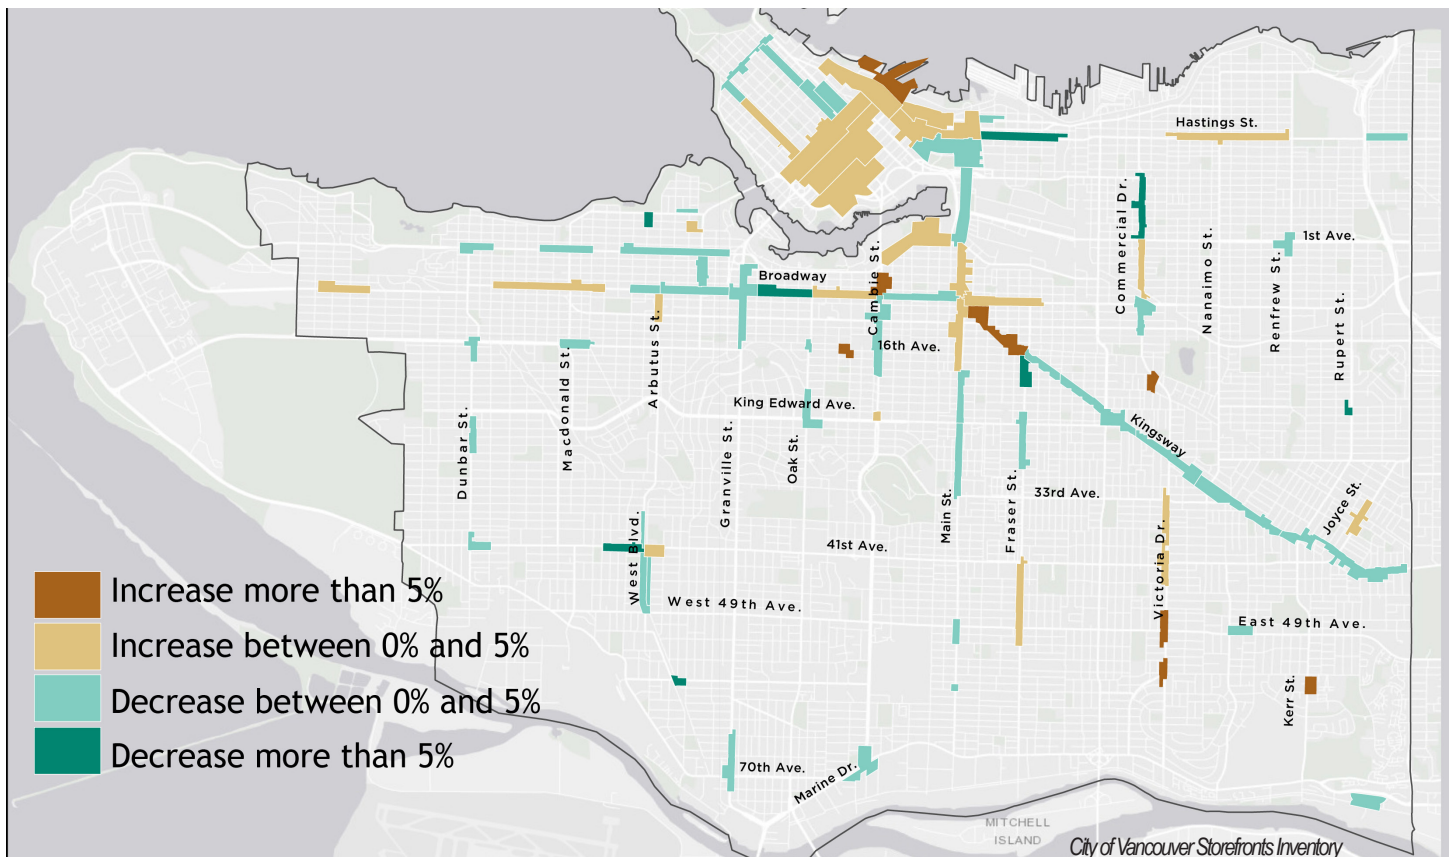 Hastings St.
Commercial Dr.
Nanaimo St.
1st Ave.
Renfrew St.
Rupert St.
Broadway
Cambie St.
Arbutus St.
16th Ave.
Macdonald St.
King Edward Ave.
Dunbar St.
Granville St.
Oak St.
Kingsway
Main St.
Fraser St.
33rd Ave.
Joyce St.
West Blvd.
41st Ave.
Victoria Dr.
West 49th Ave.
East 49th Ave.
Kerr St.
70th Ave.
Marine Dr.
Increase more than 5%
Increase between 0% and 5%
Decrease between 0% and 5%
Decrease more than 5%
MITCHELL
ISLAND
City of Vancouver Storefronts Inventory